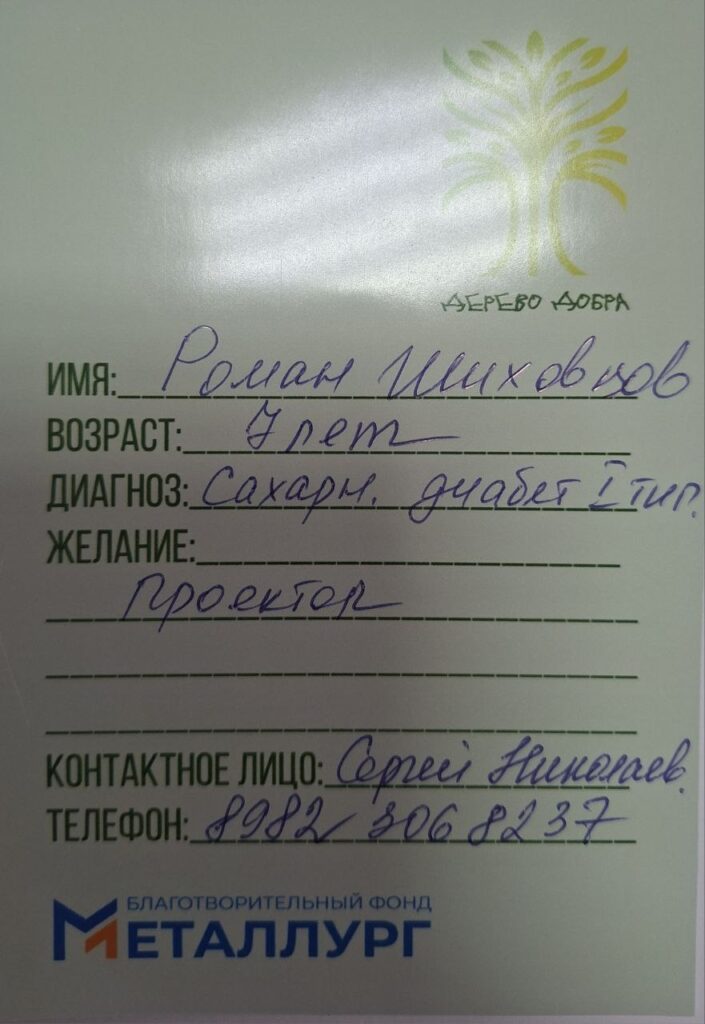 ДЕРЕВО ДОБРА
ИМЯ: Роман Шиховцов
ВОЗРАСТ: 7 лет
ДИАГНОЗ: Сахарн. диабет I тип.
ЖЕЛАНИЕ:
Проектор
КОНТАКТНОЕ ЛИЦО: Сергей Николаев.
ТЕЛЕФОН: 8982 306 8237
БЛАГОТВОРИТЕЛЬНЫЙ ФОНД
МЕТАЛЛУРГ